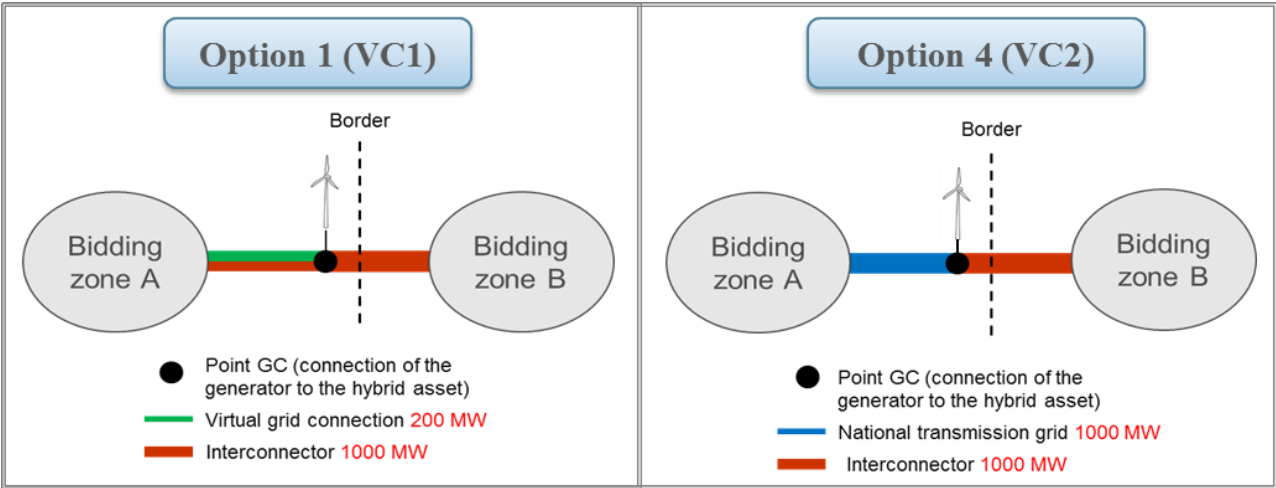 Option 1 (VC1)
Border
Bidding
zone A
Bidding
zone B
Point GC (connection of the
generator to the hybrid asset)
Virtual grid connection 200 MW
Interconnector 1000 MW
Option 4 (VC2)
Border
Bidding
zone A
Bidding
zone B
Point GC (connection of the
generator to the hybrid asset)
National transmission grid 1000 MW
Interconnector 1000 MW